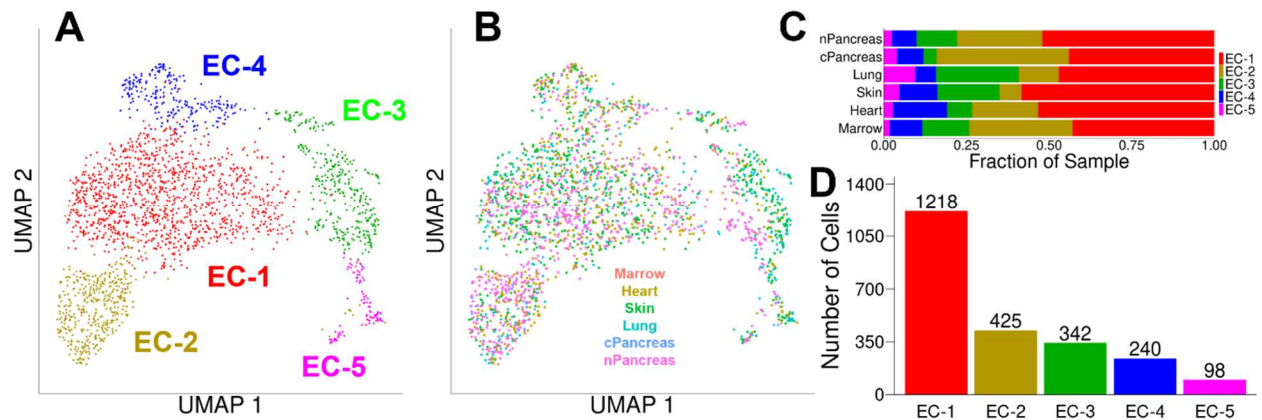 A
EC-4
EC-3
EC-1
EC-2
EC-5
UMAP 2
UMAP 1
B
Marrow
Heart
Skin
Lung
cPancreas
nPancreas
UMAP 2
UMAP 1
C
nPancreas
cPancreas
Lung
Skin
Heart
Marrow
0.00 0.25 0.50 0.75 1.00
Fraction of Sample
EC-1
EC-2
EC-3
EC-4
EC-5
D
Number of Cells
1400
1050
700
350
0
1218
425
342
240
98
EC-1 EC-2 EC-3 EC-4 EC-5